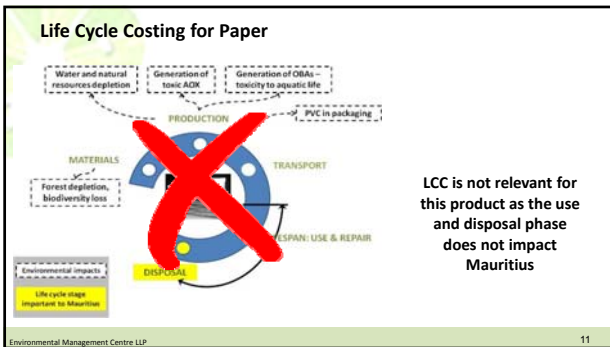 Life Cycle Costing for Paper
Water and natural
resources depletion
Generation of
toxic AOX
Generation of OBAs –
toxicity to aquatic life
PRODUCTION
PVC in packaging
MATERIALS
TRANSPORT
Forest depletion,
biodiversity loss
ESPAN: USE & REPAIR
DISPOSAL
LCC is not relevant for
this product as the use
and disposal phase
does not impact
Mauritius
Environmental impacts
Life cycle stage
important to Mauritius
Environmental Management Centre LLP
11